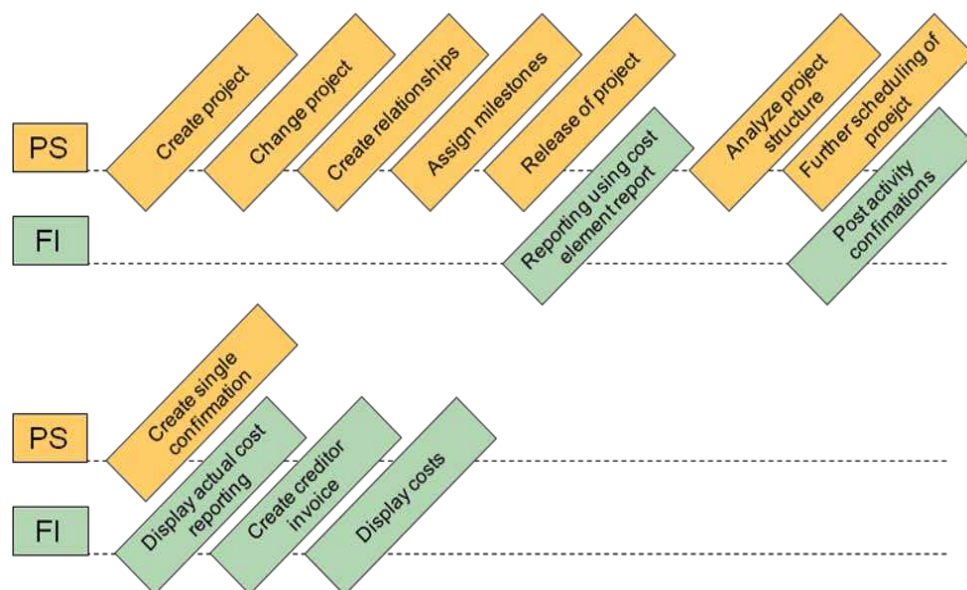 PS
Create project
Change project
Create relationships
Assign milestones
Release of project
Analyze project
structure
Further scheduling of
proejct
FI
Reporting using cost
element report
Post activity
confimations
PS
Create single
confirmation
FI
Display actual cost
reporting
Create creditor
invoice
Display costs